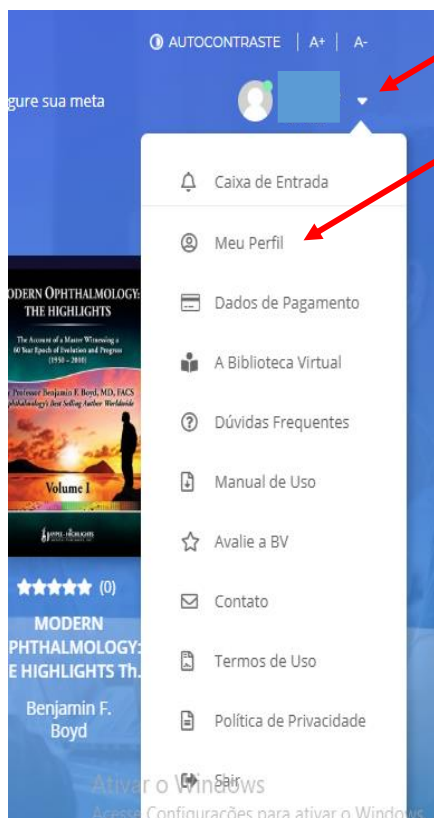 AUTOCONTRASTE | A+ | A-
gure sua meta
Caixa de Entrada
Meu Perfil
Dados de Pagamento
A Biblioteca Virtual
Dúvidas Frequentes
Manual de Uso
Avalie a BV
Contato
Termos de Uso
Política de Privacidade
Sair
ODERN OPHTHALMOLOGY:
THE HIGHLIGHTS
The Account of a Master Witnessing a
60 Year Epoch of Evolution and Progress
(1950 – 2010)
Professor Benjamin F. Boyd, MD, FACS
Ophthalmology's Best Selling Author Worldwide
Volume I
(0)
MODERN
PHTHALMOLOGY:
E HIGHLIGHTS Th.
Benjamin F.
Boyd
Ativar o Windows
Acesse Configurações para ativar o Windows